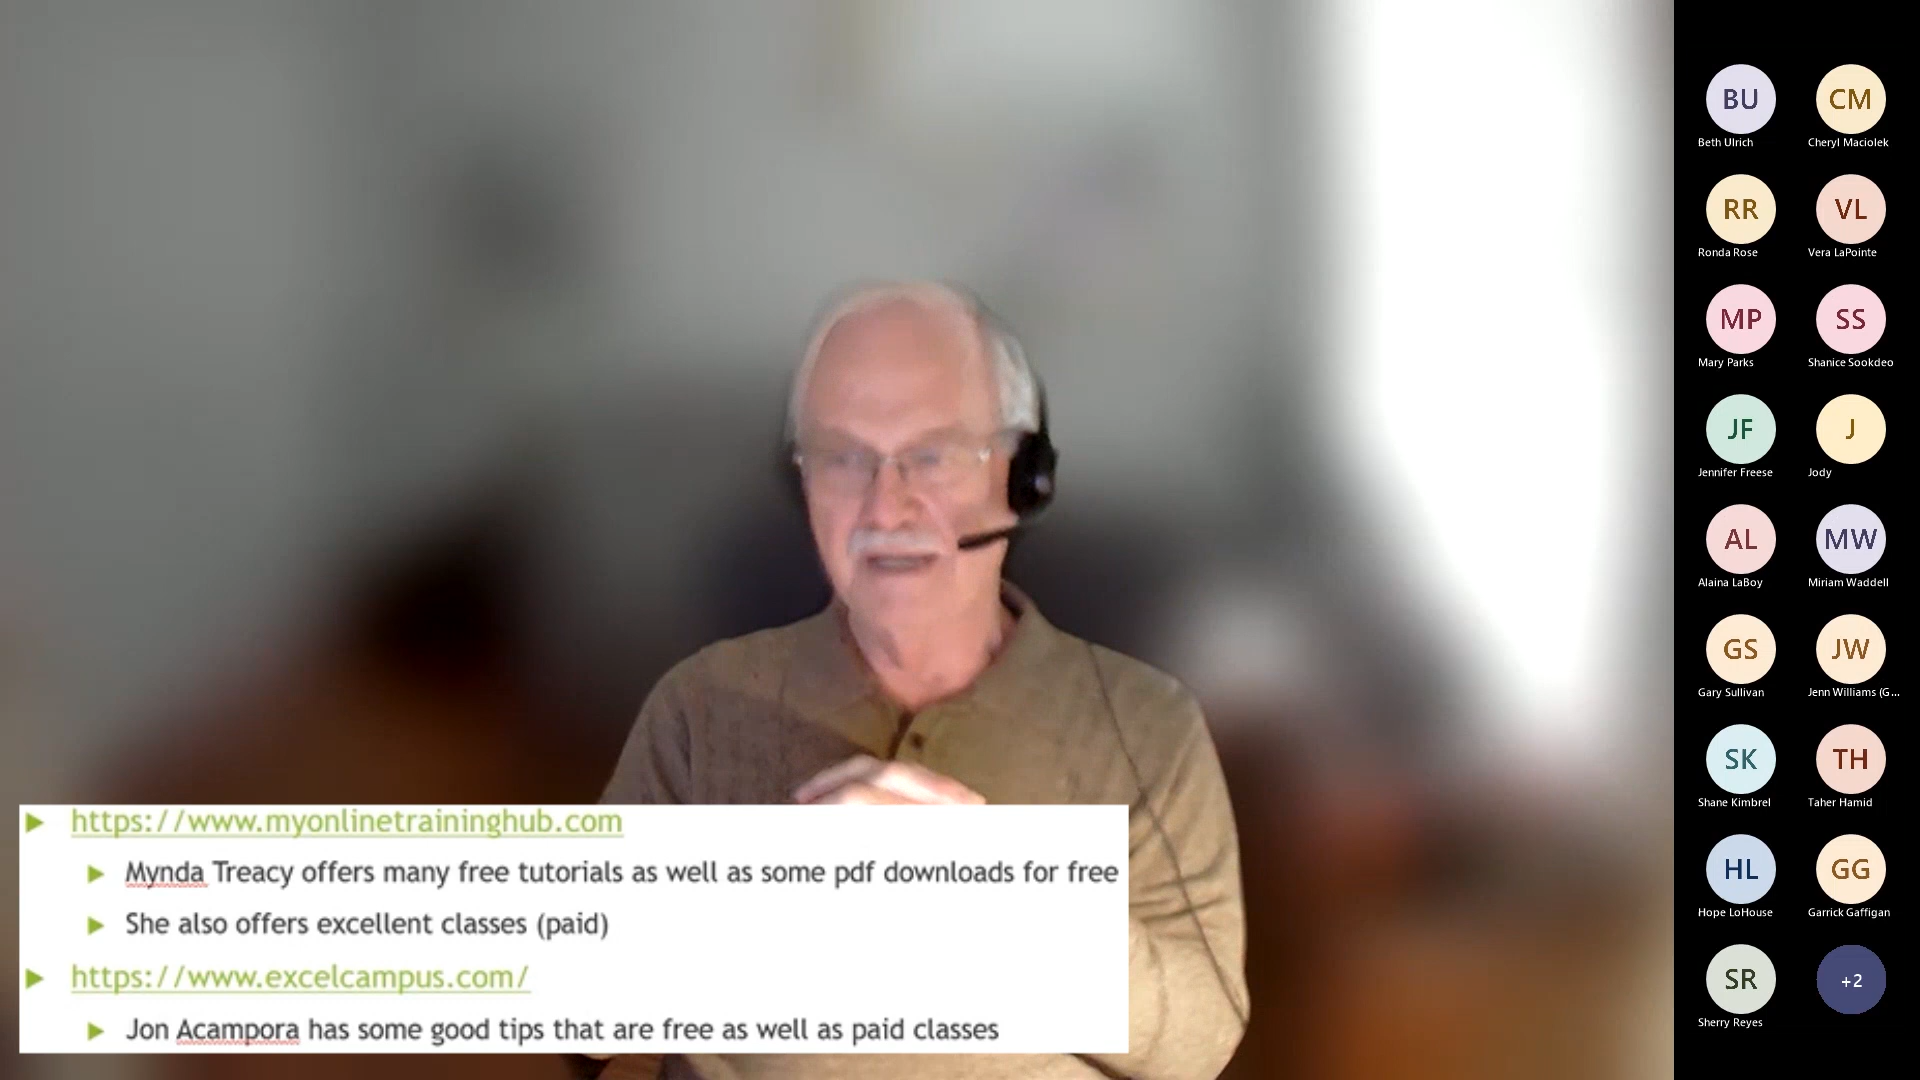 https://www.myonlinetraininghub.com
Mynda Treacy offers many free tutorials as well as some pdf downloads for free
She also offers excellent classes (paid)
https://www.excelcampus.com/
Jon Acampora has some good tips that are free as well as paid classes
BU
CM
Beth Ulrich
Cheryl Maciolek
RR
VL
Ronda Rose
Vera LaPointe
MP
SS
Mary Parks
Shanice Sookdeo
JF
J
Jennifer Freese
Jody
AL
MW
Alaina LaBoy
Miriam Waddell
GS
JW
Gary Sullivan
Jenn Williams (G...
SK
TH
Shane Kimbrel
Taher Hamid
HL
GG
Hope LoHouse
Garrick Gaffigan
SR
+2
Sherry Reyes